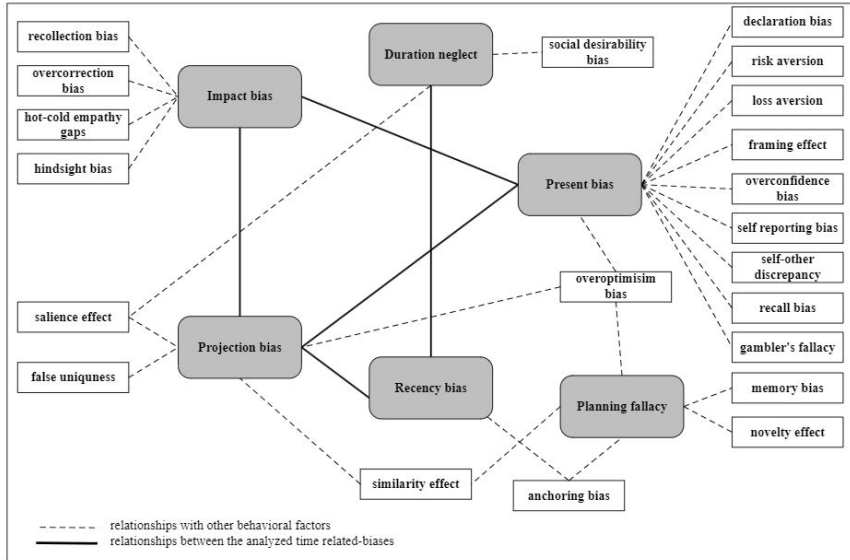 recollection bias
overcorrection
bias
hot-cold empathy
gaps
hindsight bias
Impact bias
Duration neglect
social desirability
bias
declaration bias
risk aversion
loss aversion
framing effect
overconfidence
bias
self reporting bias
self-other
discrepancy
recall bias
gambler's fallacy
Present bias
overoptimisim
bias
salience effect
false uniquness
Projection bias
Recency bias
Planning fallacy
memory bias
novelty effect
similarity effect
anchoring bias
relationships with other behavioral factors
relationships between the analyzed time related-biases